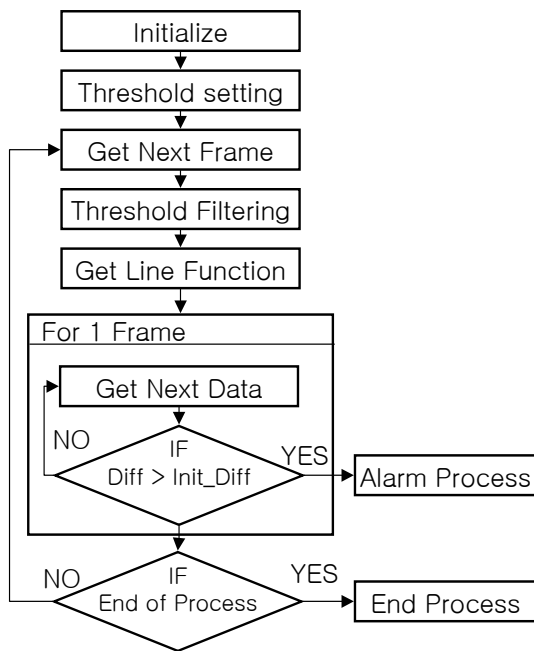 Initialize
Threshold setting
Get Next Frame
Threshold Filtering
Get Line Function
For 1 Frame
Get Next Data
NO
IF
YES
Diff > Init_Diff
Alarm Process
NO
IF
YES
End of Process
End Process